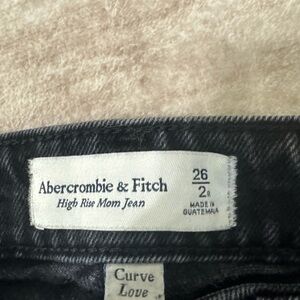 Abercrombie & Fitch
High Rise Mom Jean
26
2R
MADE IN
GUATEMALA
Curve
Love